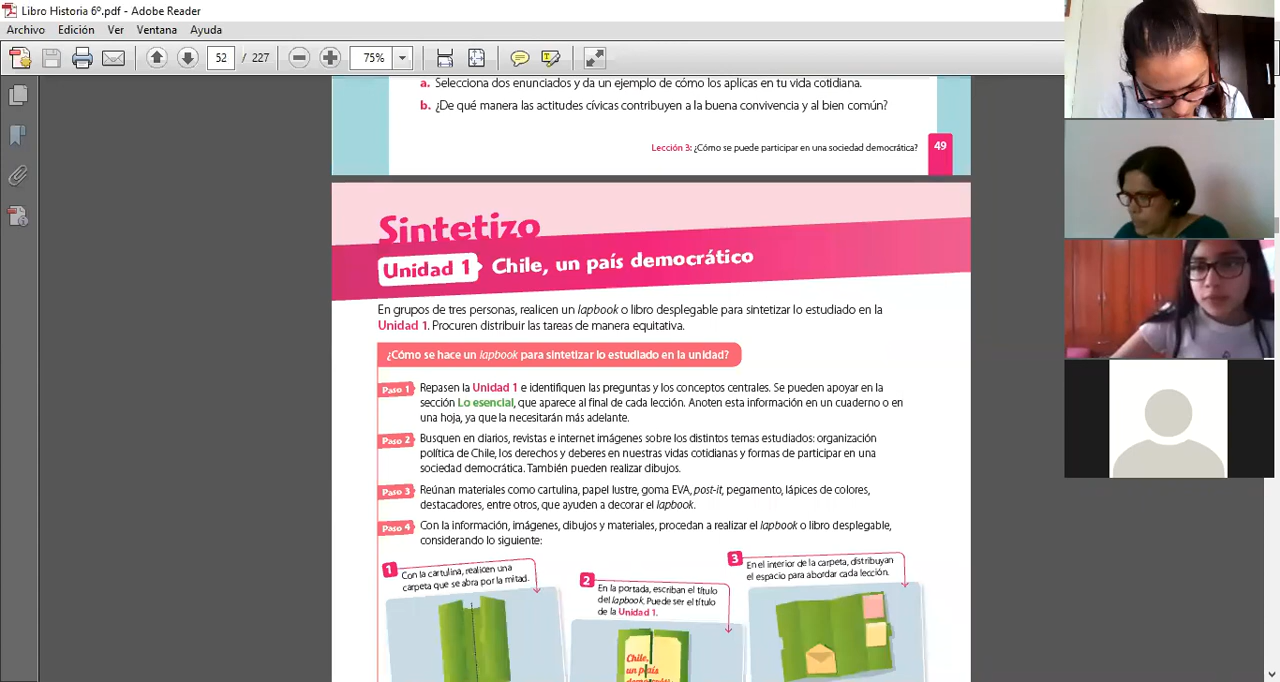 Libro Historia 6º.pdf - Adobe Reader
Archivo Edición Ver Ventana Ayuda
52 / 227 75%
a. Selecciona dos enunciados y da un ejemplo de cómo los aplicas en tu vida cotidiana.
b. ¿De qué manera las actitudes cívicas contribuyen a la buena convivencia y al bien común?
Lección 3: ¿Cómo se puede participar en una sociedad democrática? 49
Sintetizo
Unidad 1 Chile, un país democrático
En grupos de tres personas, realicen un lapbook o libro desplegable para sintetizar lo estudiado en la
Unidad 1. Procuren distribuir las tareas de manera equitativa.
¿Cómo se hace un lapbook para sintetizar lo estudiado en la unidad?
Paso 1 Repasen la Unidad 1 e identifiquen las preguntas y los conceptos centrales. Se pueden apoyar en la
sección Lo esencial, que aparece al final de cada lección. Anoten esta información en un cuaderno o en
una hoja, ya que la necesitarán más adelante.
Paso 2 Busquen en diarios, revistas e internet imágenes sobre los distintos temas estudiados: organización
política de Chile, los derechos y deberes en nuestras vidas cotidianas y formas de participar en una
sociedad democrática. También pueden realizar dibujos.
Paso 3 Reúnan materiales como cartulina, papel lustre, goma EVA, post-it, pegamento, lápices de colores,
destacadores, entre otros, que ayuden a decorar el lapbook.
Paso 4 Con la información, imágenes, dibujos y materiales, procedan a realizar el lapbook o libro desplegable,
considerando lo siguiente:
1 Con la cartulina, realicen una
carpeta que se abra por la mitad.
2 En la portada, escriban el título
del lapbook. Puede ser el título
de la Unidad 1.
3 En el interior de la carpeta, distribuyan
el espacio para abordar cada lección.
Chile,
un país